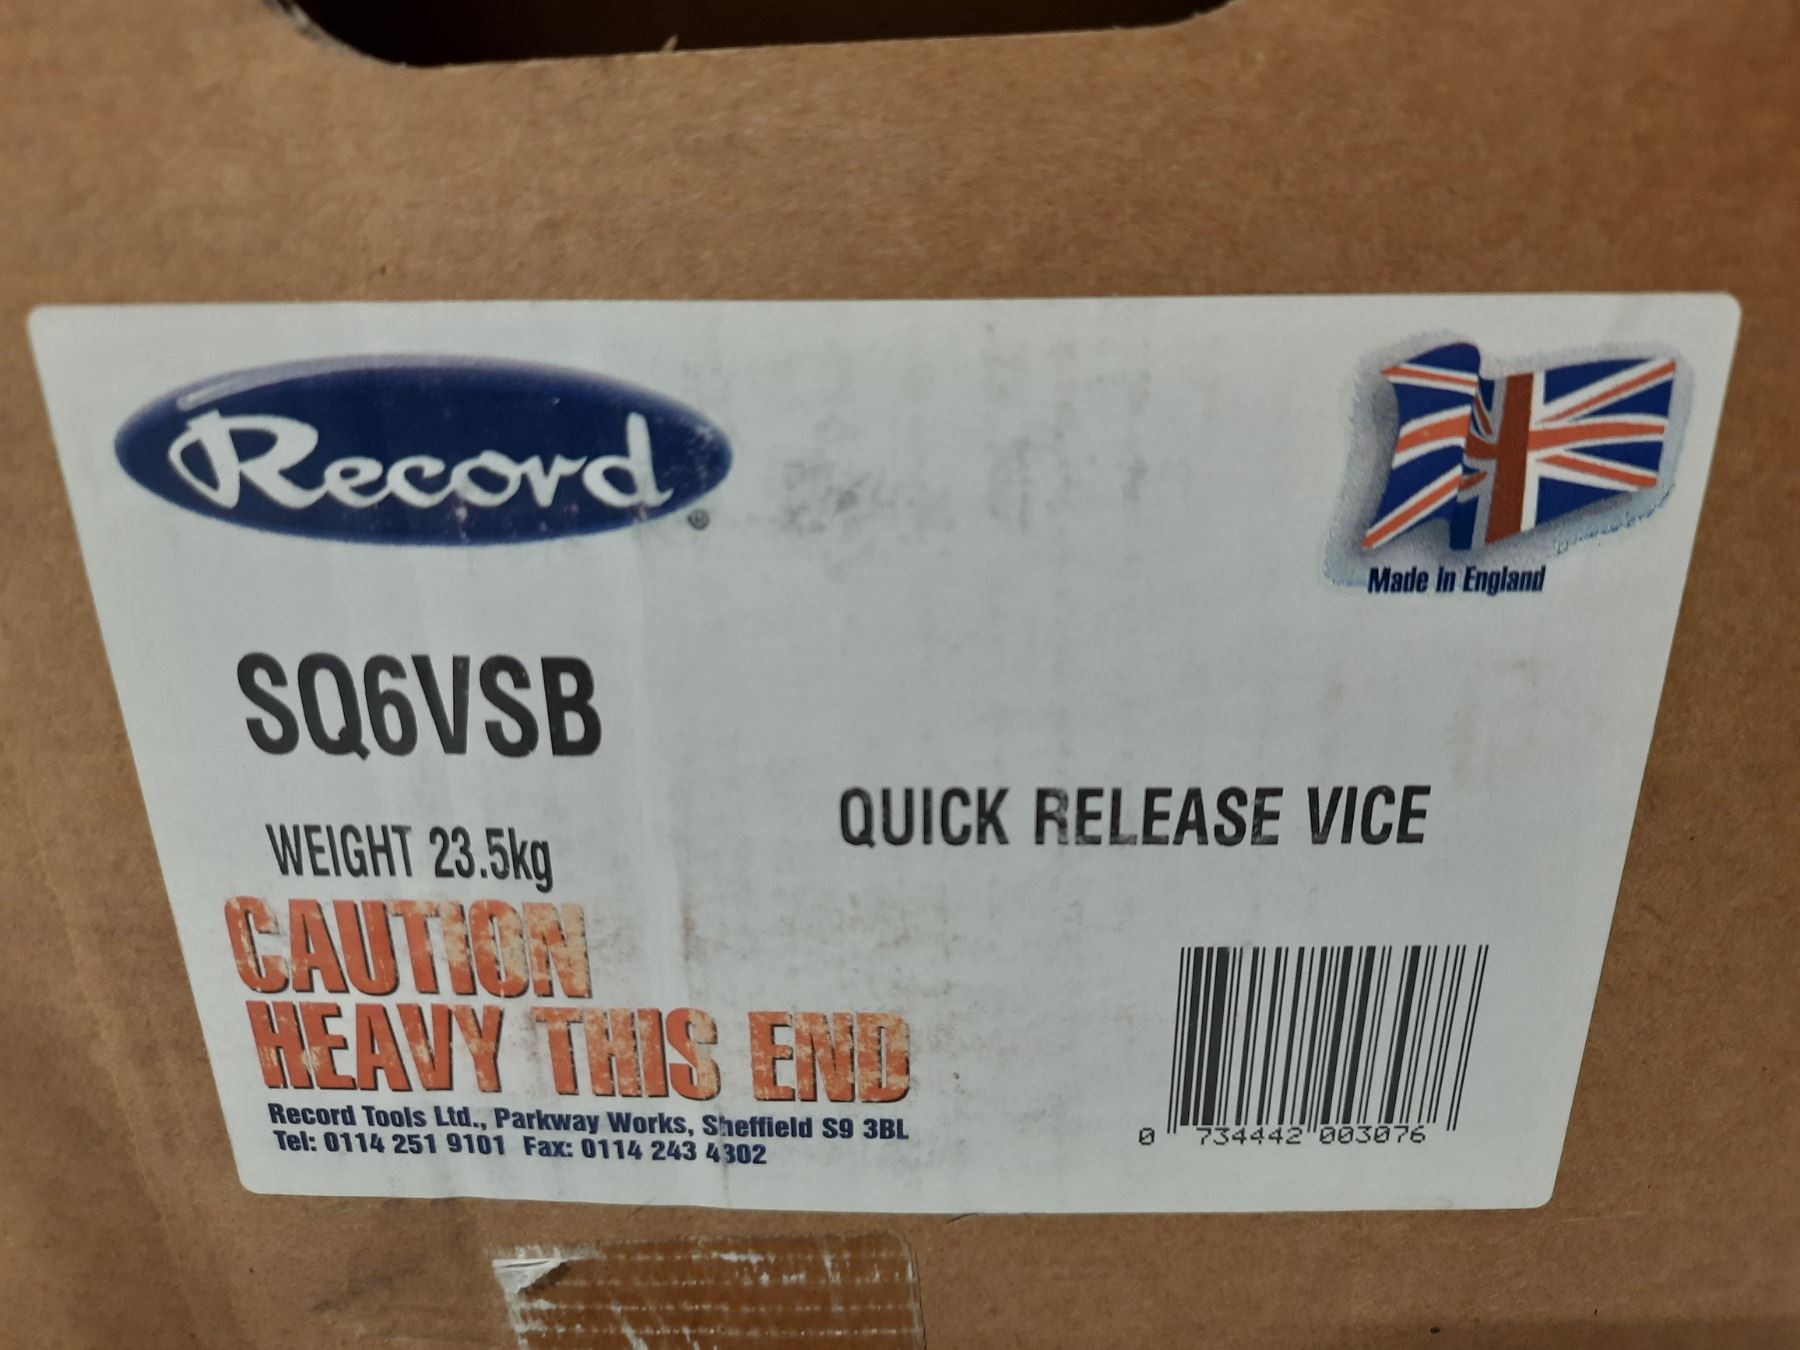 Record
®
Made in England
SQ6VSB
WEIGHT 23.5kg
QUICK RELEASE VICE
CAUTION
HEAVY THIS END
Record Tools Ltd., Parkway Works, Sheffield S9 3BL
Tel: 0114 251 9101 Fax: 0114 243 4302
0 734442 003076